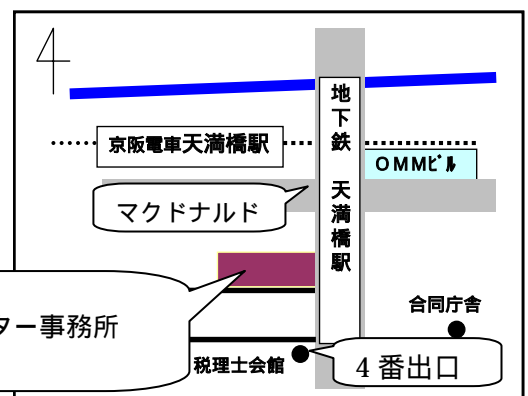 4
地下鉄 天満橋駅
京阪電車天満橋駅
OMMビル
マクドナルド
ター事務所
合同庁舎
税理士会館
4番出口